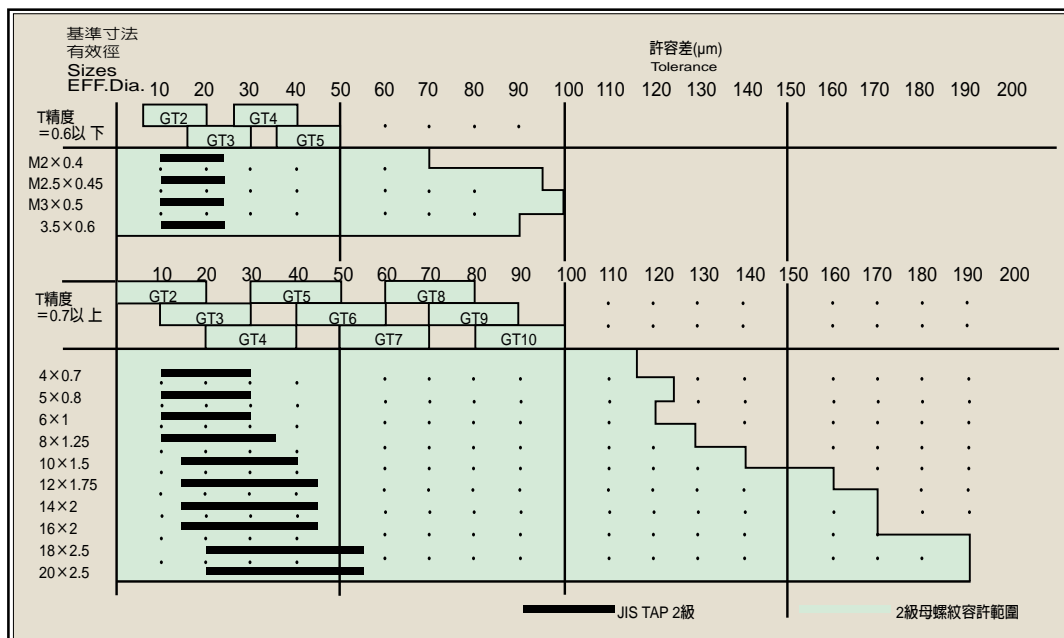 基準寸法
有效徑
Sizes
EFF.Dia.
許容差(μm)
Tolerance
10 20 30 40 50 60 70 80 90 100 120 130 140 150 160 170 180 190 200
T精度
=0.6以下
GT2 GT4
GT3 GT5
M2×0.4
M2.5×0.45
M3×0.5
3.5×0.6
10 20 30 40 50 60 70 80 90 100 120 130 140 150 160 170 180 190 200
T精度
=0.7以上
GT2 GT5 GT8
GT3 GT6 GT9
GT4 GT7 GT10
4×0.7
5×0.8
6×1
8×1.25
10×1.5
12×1.75
14×2
16×2
18×2.5
20×2.5
JIS TAP 2級 2級母螺紋容許範圍